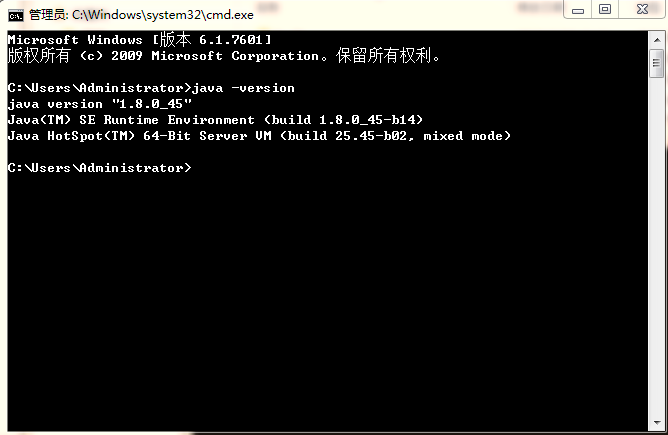 管理员: C:\Windows\system32\cmd.exe
Microsoft Windows [版本 6.1.7601]
版权所有 (c) 2009 Microsoft Corporation。保留所有权利。
C:\Users\Administrator>java -version
java version "1.8.0_45"
Java(TM) SE Runtime Environment (build 1.8.0_45-b14)
Java HotSpot(TM) 64-Bit Server VM (build 25.45-b02, mixed mode)
C:\Users\Administrator>